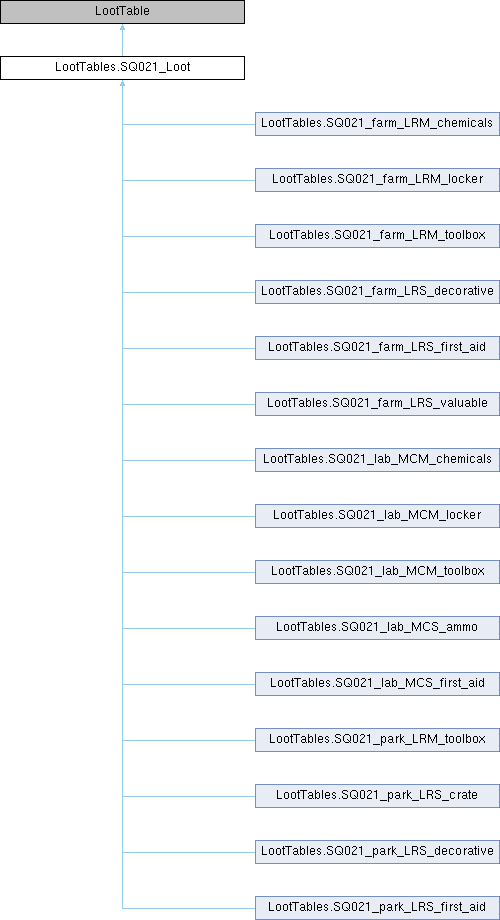 LootTable
LootTables.SQ021_Loot
LootTables.SQ021_farm_LRM_chemicals
LootTables.SQ021_farm_LRM_locker
LootTables.SQ021_farm_LRM_toolbox
LootTables.SQ021_farm_LRS_decorative
LootTables.SQ021_farm_LRS_first_aid
LootTables.SQ021_farm_LRS_valuable
LootTables.SQ021_lab_MCM_chemicals
LootTables.SQ021_lab_MCM_locker
LootTables.SQ021_lab_MCM_toolbox
LootTables.SQ021_lab_MCS_ammo
LootTables.SQ021_lab_MCS_first_aid
LootTables.SQ021_park_LRM_toolbox
LootTables.SQ021_park_LRS_crate
LootTables.SQ021_park_LRS_decorative
LootTables.SQ021_park_LRS_first_aid